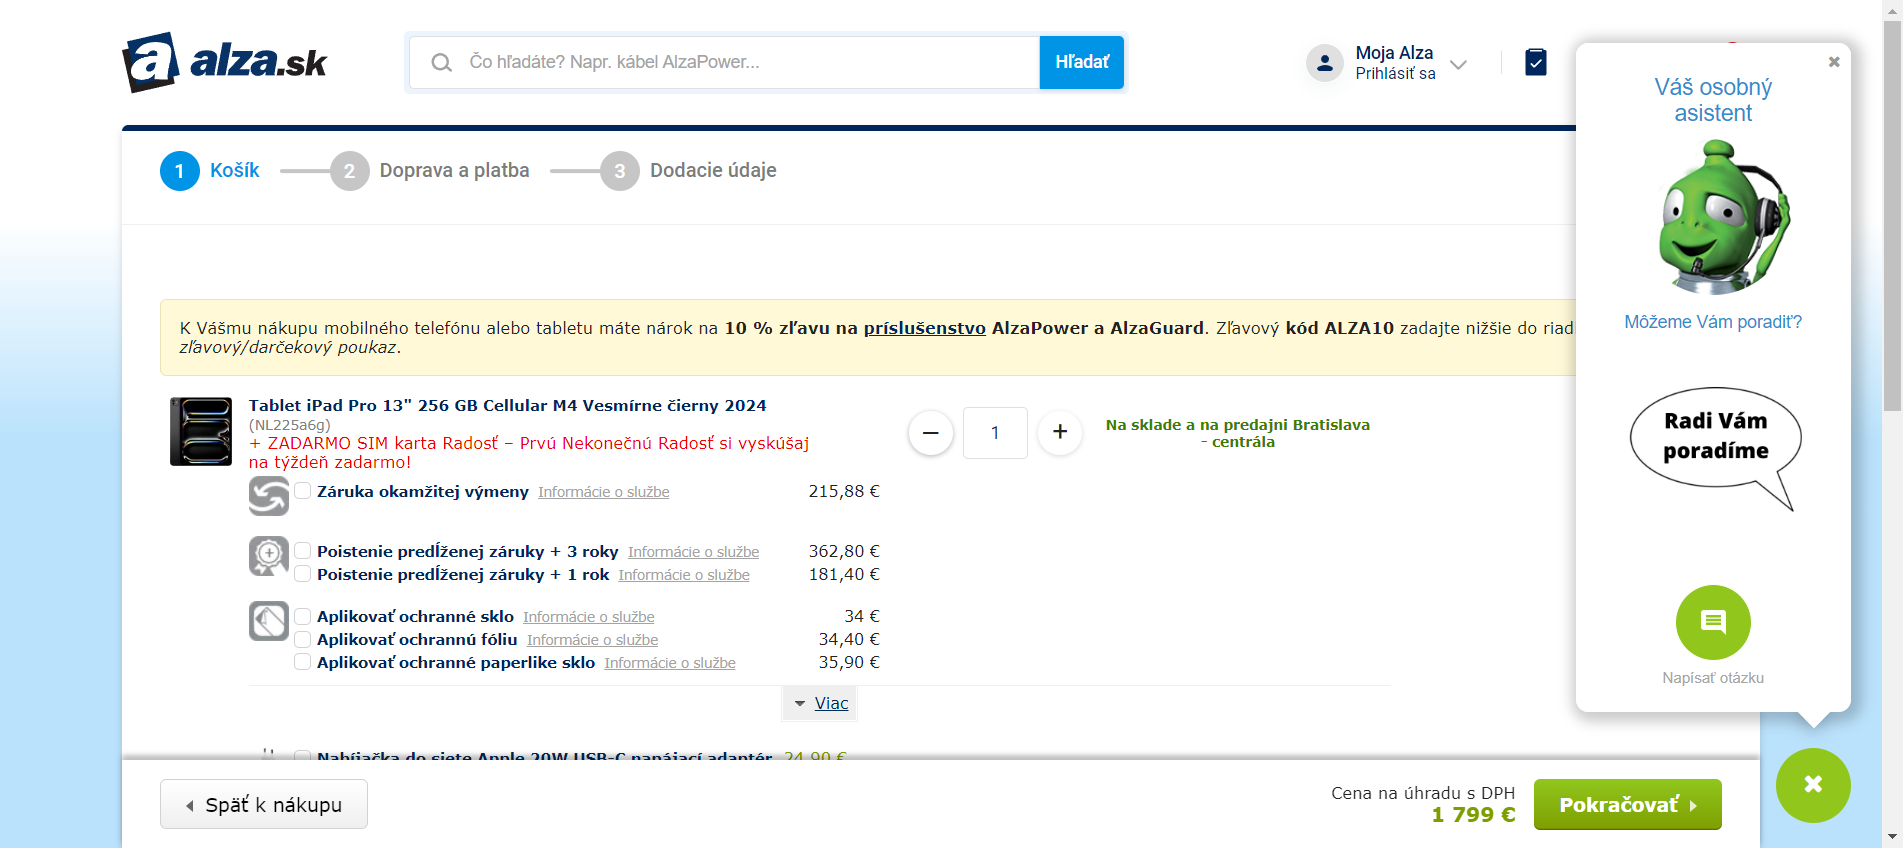 alza.sk
Čo hľadáte? Napr. kábel AlzaPower...
Hľadať
Moja Alza
Prihlásiť sa
1 Košík
2 Doprava a platba
3 Dodacie údaje
K Vášmu nákupu mobilného telefónu alebo tabletu máte nárok na 10 % zľavu na príslušenstvo AlzaPower a AlzaGuard. Zľavový kód ALZA10 zadajte nižšie do riad
zľavový/darčekový poukaz.
Tablet iPad Pro 13" 256 GB Cellular M4 Vesmírne čierny 2024
(NL225a6g)
+ ZADARMO SIM karta Radosť – Prvú Nekonečnú Radosť si vyskúšaj
na týždeň zadarmo!
1
Na sklade a na predajni Bratislava
- centrála
Záruka okamžitej výmeny Informácie o službe 215,88 €
Poistenie predĺženej záruky + 3 roky Informácie o službe 362,80 €
Poistenie predĺženej záruky + 1 rok Informácie o službe 181,40 €
Aplikovať ochranné sklo Informácie o službe 34 €
Aplikovať ochrannú fóliu Informácie o službe 34,40 €
Aplikovať ochranné paperlike sklo Informácie o službe 35,90 €
Viac
Nabíjačka do siete Apple 20W USB-C napájací adaptér 24,90 €
Späť k nákupu
Cena na úhradu s DPH
1 799 €
Pokračovať
Váš osobný
asistent
Môžeme Vám poradiť?
Radi Vám
poradíme
Napísať otázku